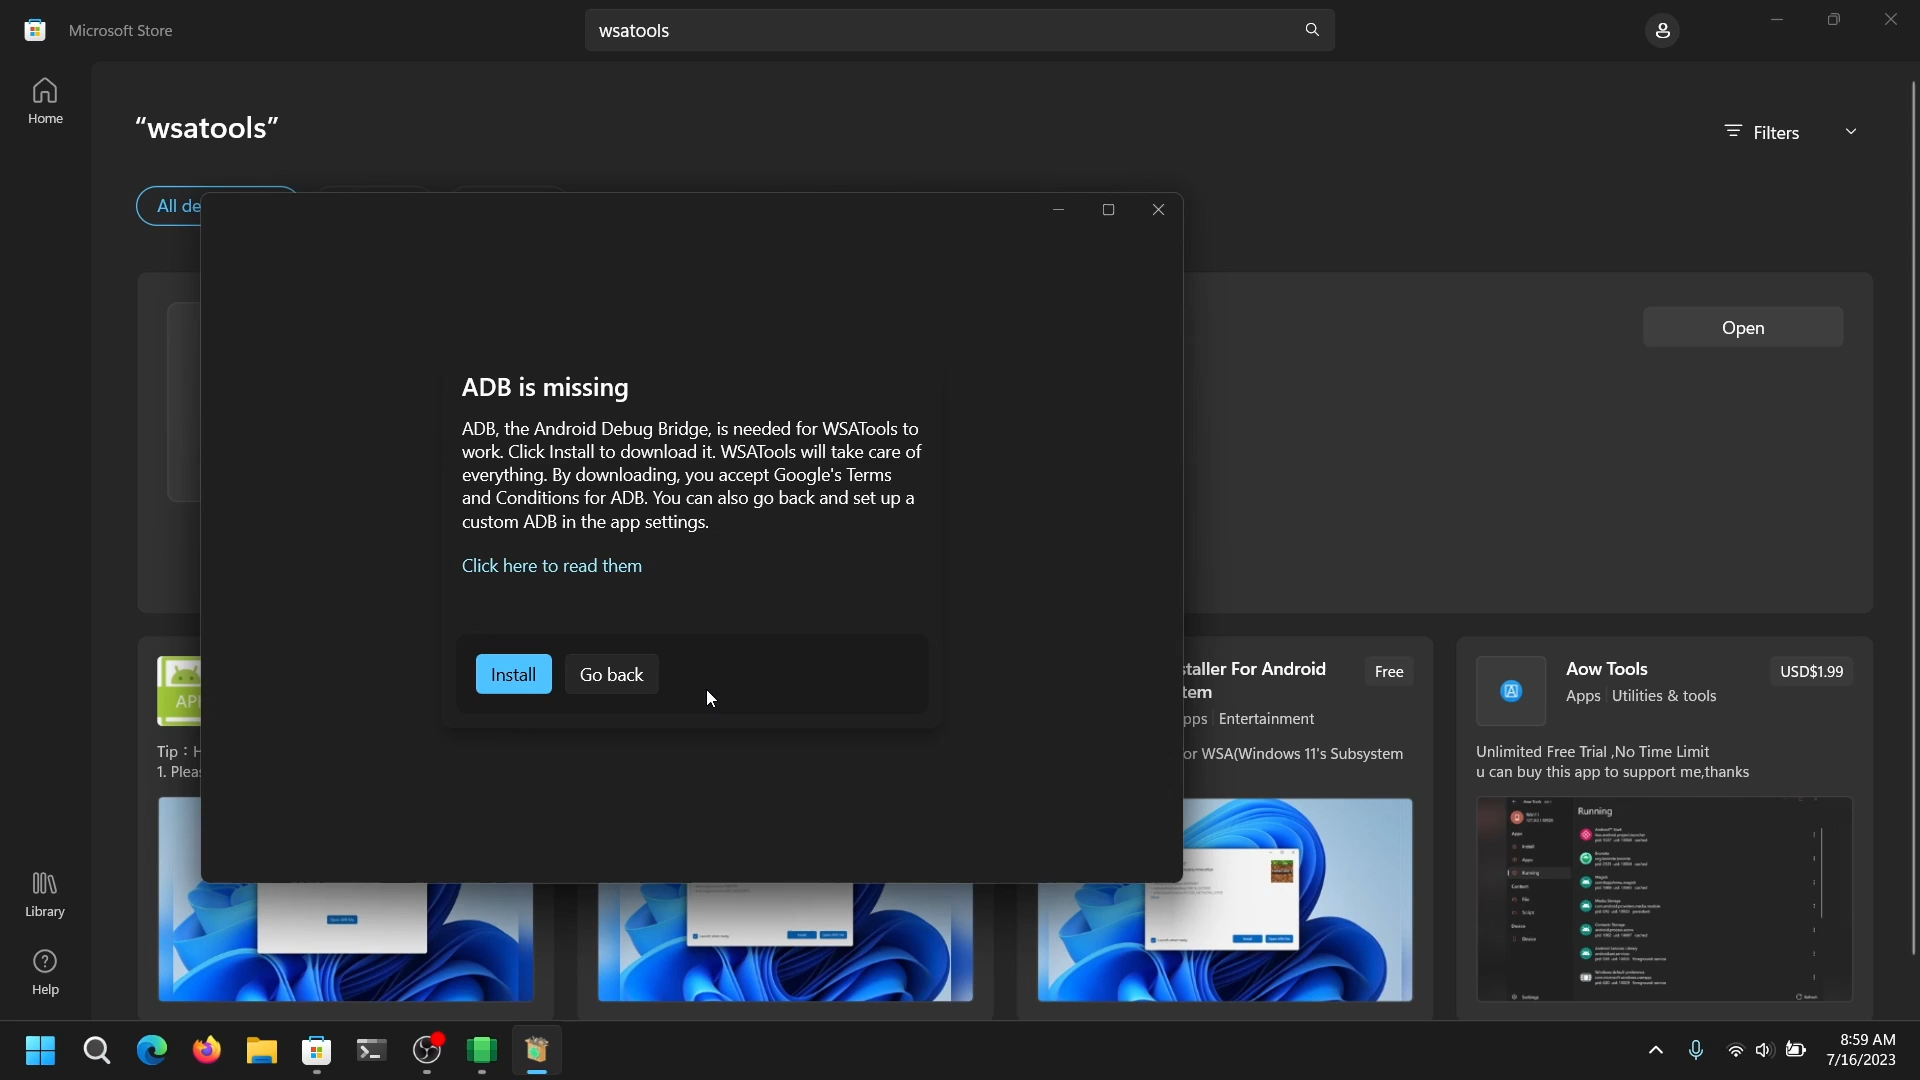 Microsoft Store
wsatools
Home
“wsatools”
Filters
All de
Open
ADB is missing
ADB, the Android Debug Bridge, is needed for WSATools to
work. Click Install to download it. WSATools will take care of
everything. By downloading, you accept Google's Terms
and Conditions for ADB. You can also go back and set up a
custom ADB in the app settings.
Click here to read them
Install
Go back
staller For Android
tem
Free
pps
Entertainment
or WSA(Windows 11's Subsystem
Aow Tools
USD$1.99
Apps
Utilities & tools
Unlimited Free Trial ,No Time Limit
u can buy this app to support me,thanks
AP
Tip : H
1. Pleas
Running
Library
Help
8:59 AM
7/16/2023